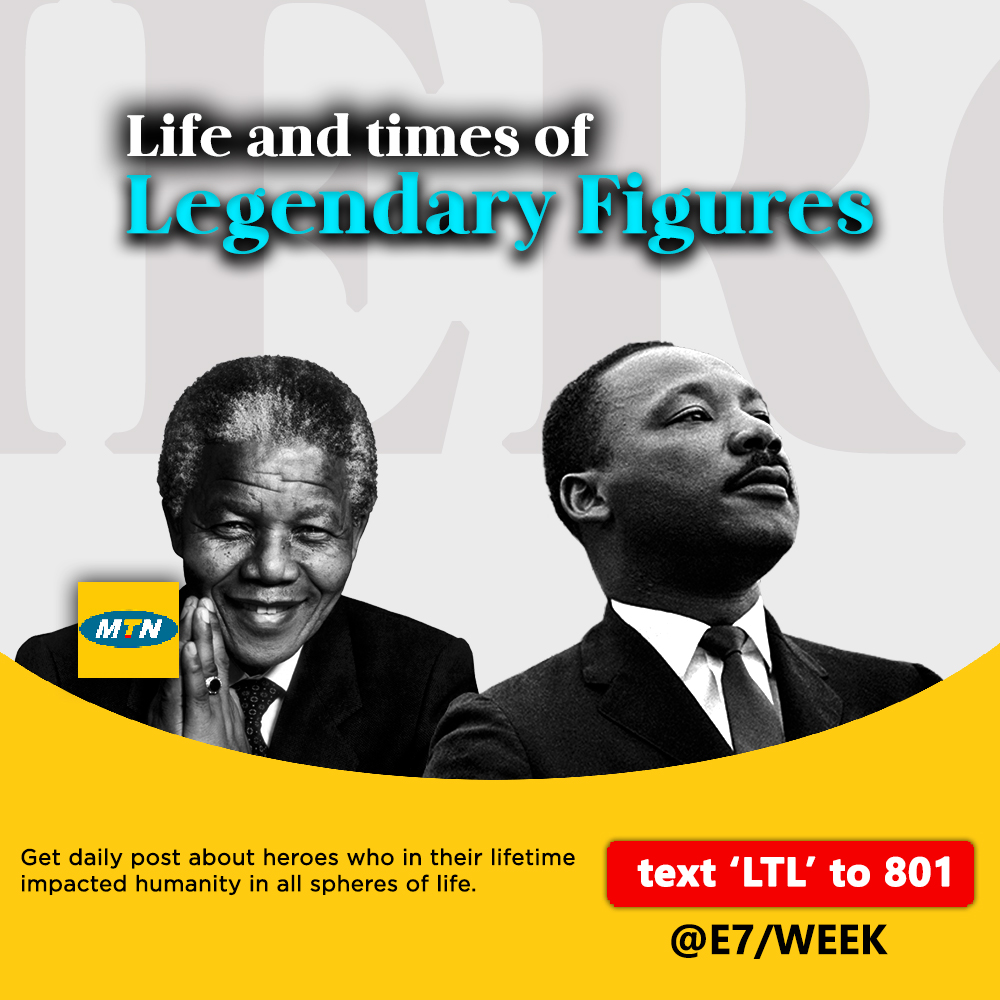 HERO
Life and times of
Legendary Figures
MTN
Get daily post about heroes who in their lifetime
impacted humanity in all spheres of life.
text ‘LTL’ to 801
@E7/WEEK